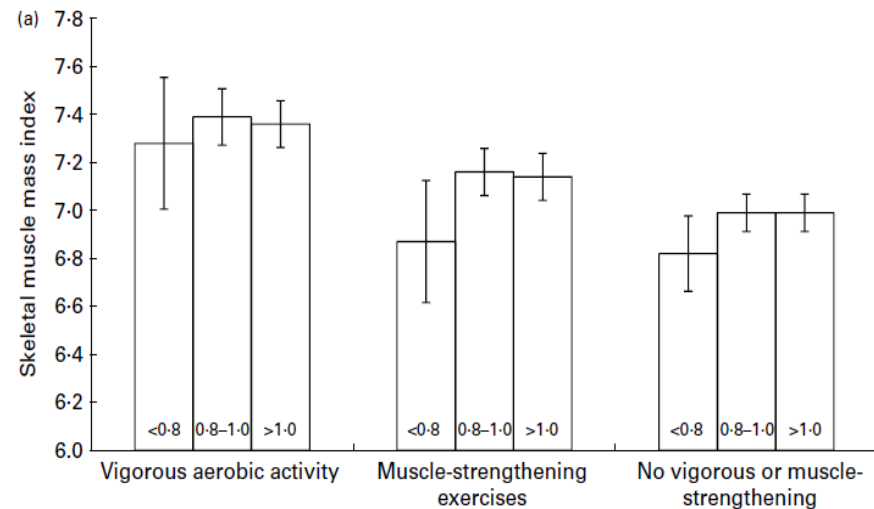 (a)
Skeletal muscle mass index
7·8
7·6
7·4
7·2
7·0
6·8
6·6
6·4
6·2
6·0
<0·8 0·8–1·0 >1·0 <0·8 0·8–1·0 >1·0 <0·8 0·8–1·0 >1·0
Vigorous aerobic activity
Muscle-strengthening
exercises
No vigorous or muscle-
strengthening